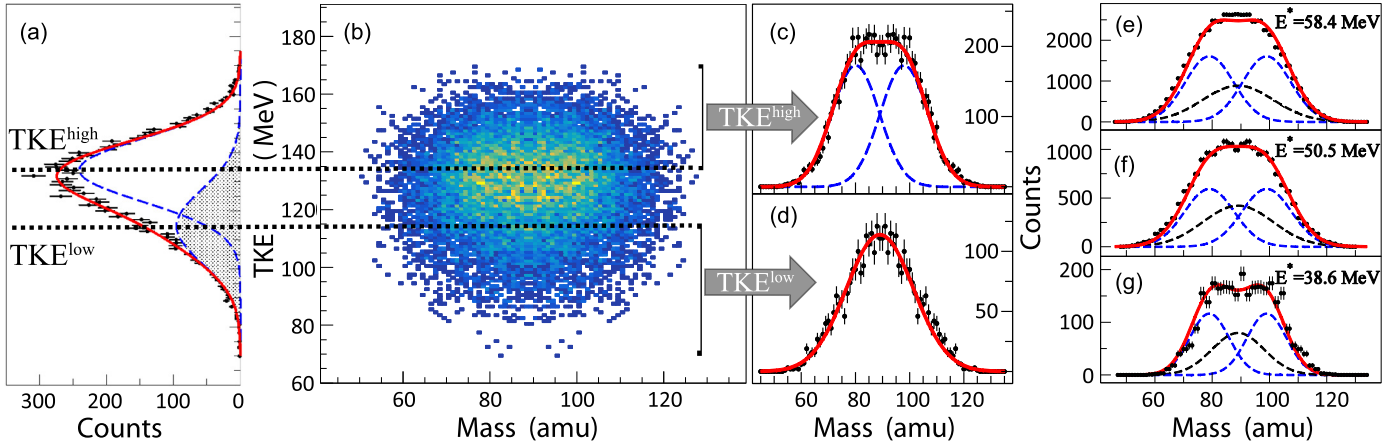 (a)
TKE^high
TKE^low
300 200 100 0
Counts
(b)
180
160
140
120
100
80
60
TKE (MeV)
60 80 100 120
Mass (amu)
TKE^high
TKE^low
(c)
200
100
0
(d)
100
50
0
60 80 100 120
Mass (amu)
Counts
(e)
E*=58.4 MeV
2000
1000
0
(f)
E*=50.5 MeV
1000
500
0
(g)
E*=38.6 MeV
200
100
0
60 80 100 120
Mass (amu)